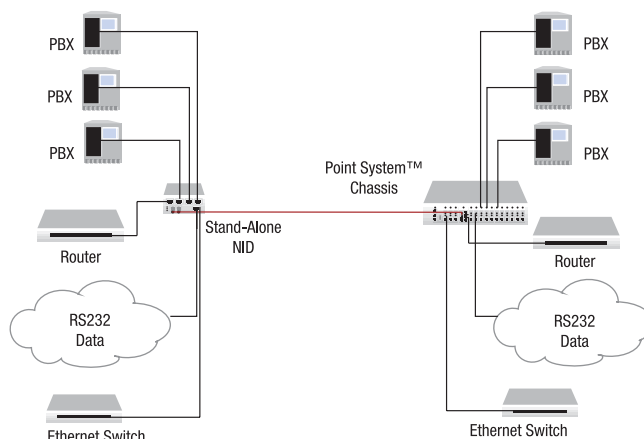 PBX
PBX
PBX
Router
RS232
Data
Ethernet Switch
Stand-Alone
NID
Point System™
Chassis
PBX
PBX
PBX
Router
RS232
Data
Ethernet Switch